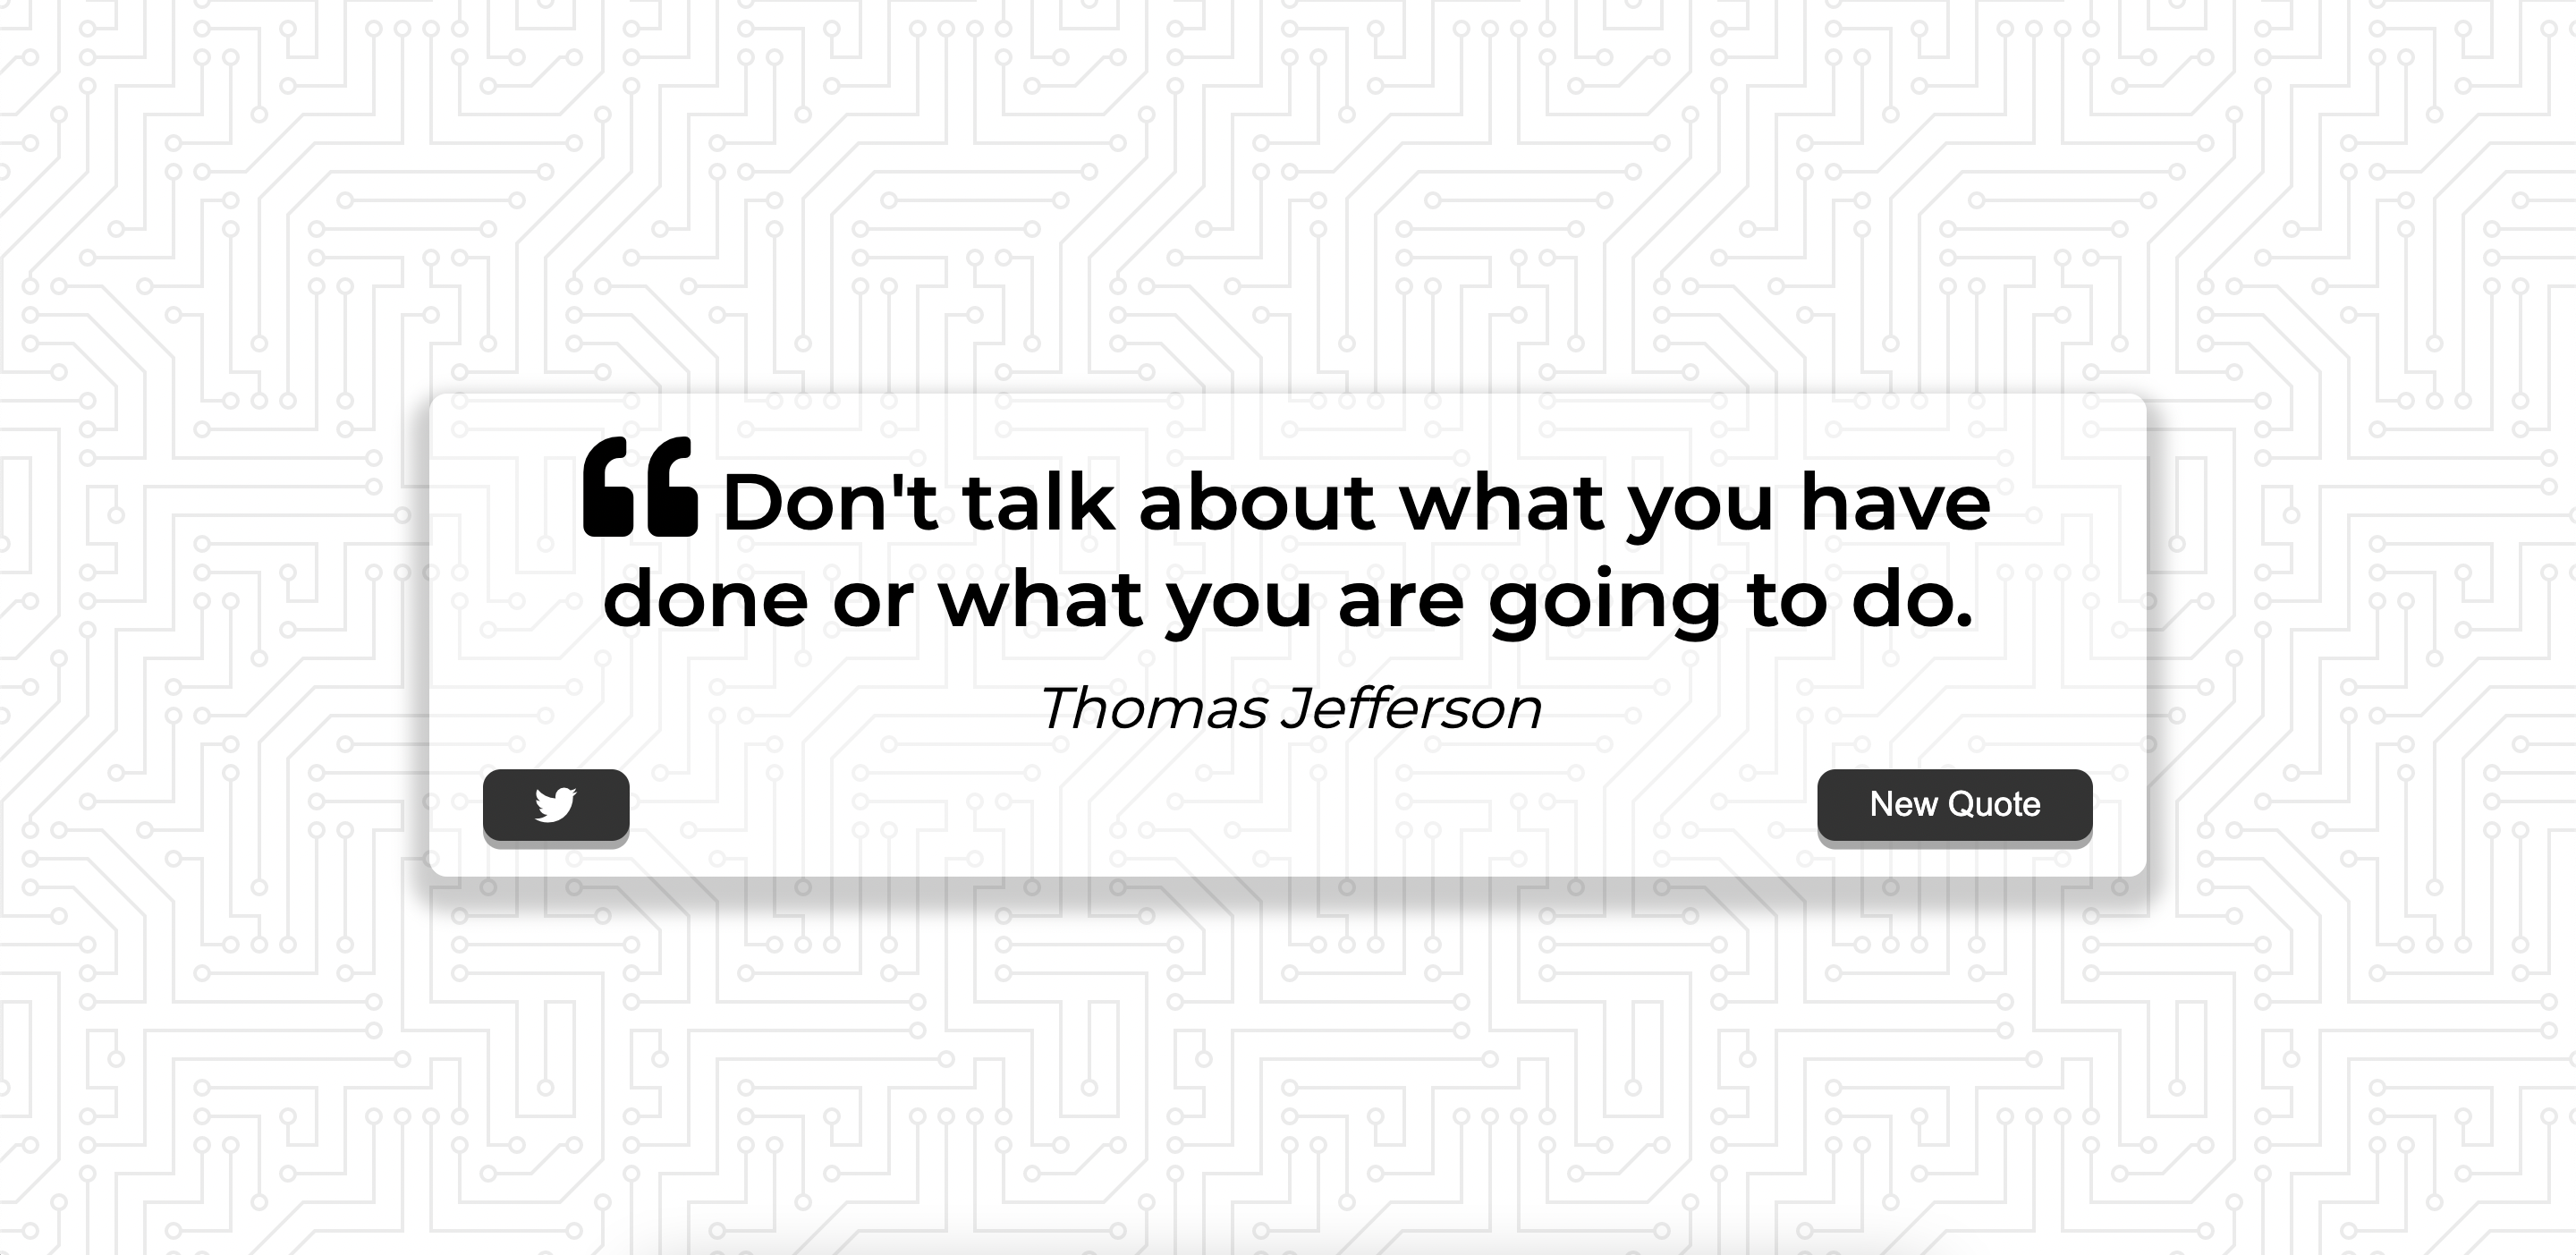 “ Don't talk about what you have
done or what you are going to do.
Thomas Jefferson
New Quote